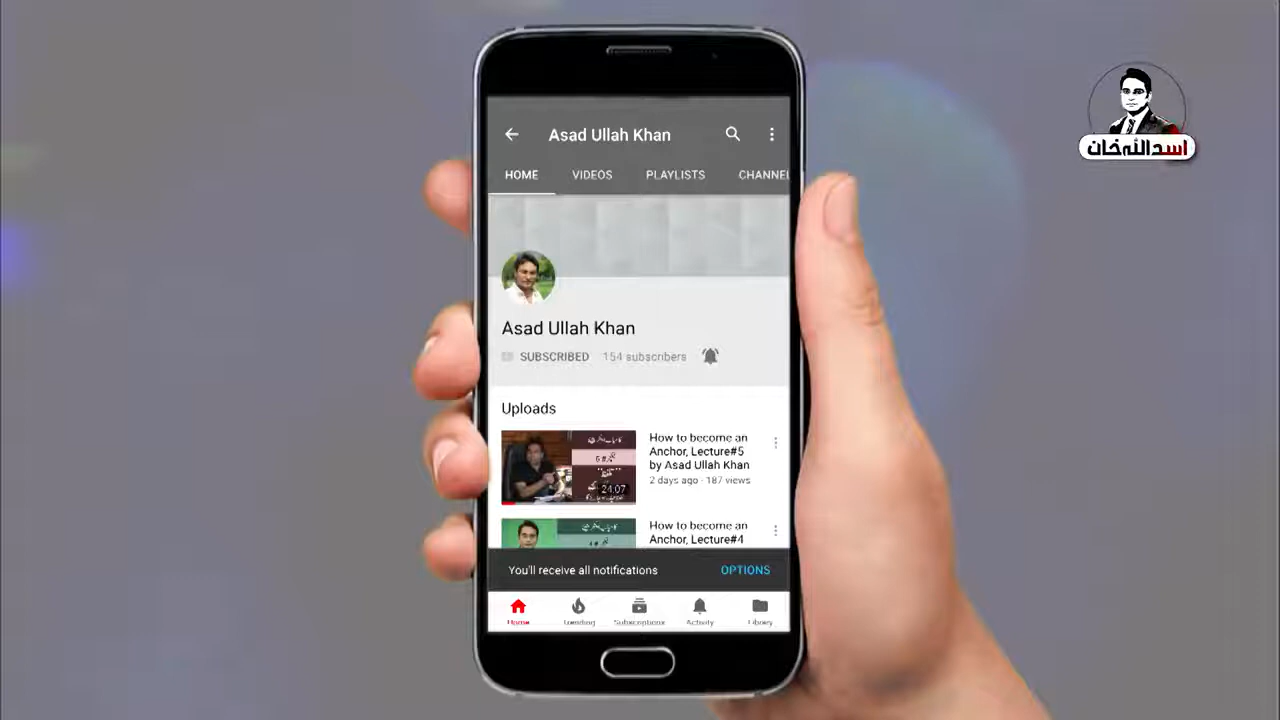 Asad Ullah Khan
HOME VIDEOS PLAYLISTS CHANNEL
Asad Ullah Khan
SUBSCRIBED 154 subscribers
Uploads
How to become an
Anchor, Lecture#5
by Asad Ullah Khan
2 days ago · 187 views
24:07
How to become an
Anchor, Lecture#4
You'll receive all notifications OPTIONS
Home Trending Subscriptions Activity Library
اسداللہ خان